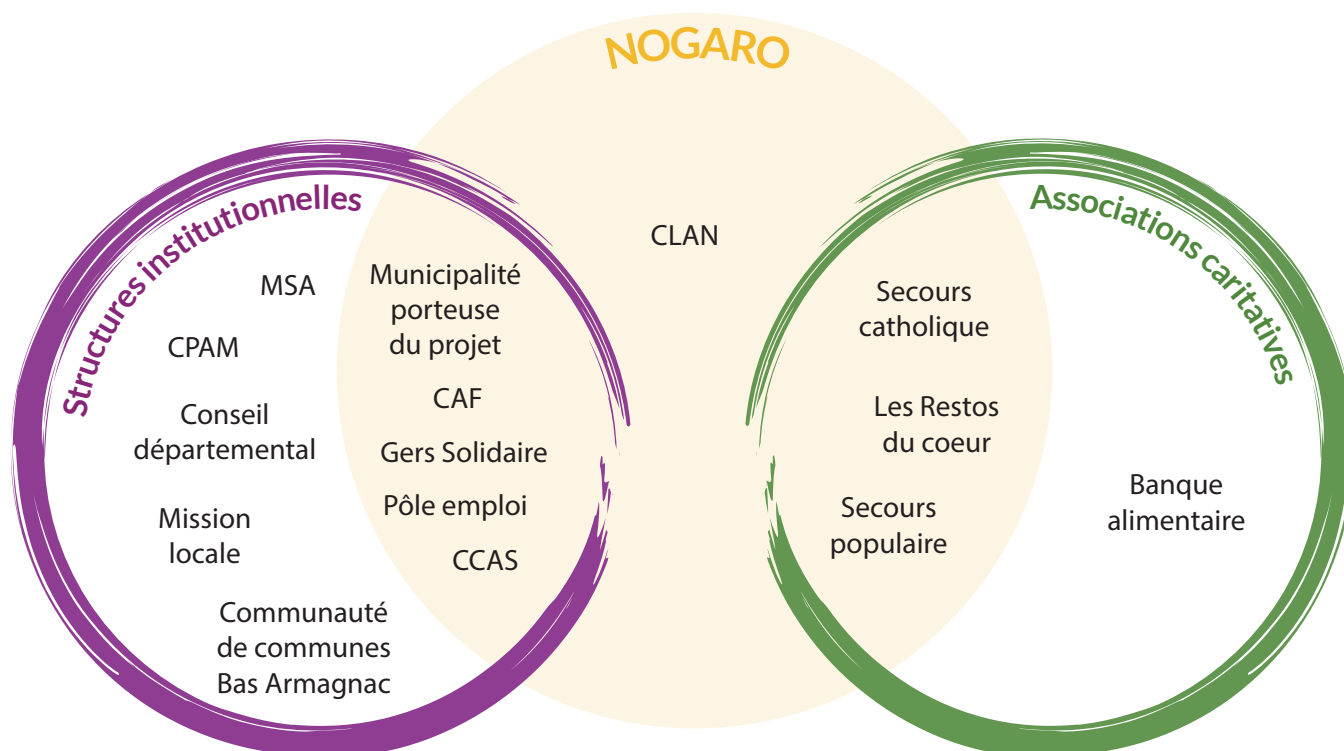 NOGARO
Structures institutionnelles
MSA
CPAM
Conseil
départemental
Mission
locale
Communauté
de communes
Bas Armagnac
Municipalité
porteuse
du projet
CAF
Gers Solidaire
Pôle emploi
CCAS
CLAN
Associations caritatives
Secours
catholique
Les Restos
du coeur
Secours
populaire
Banque
alimentaire